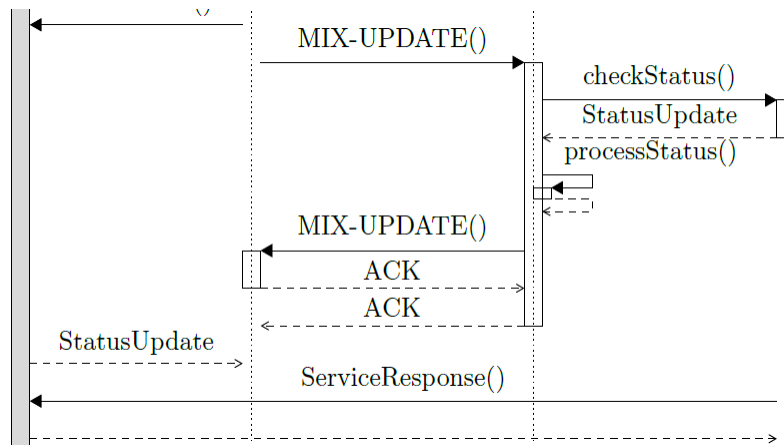 ()
MIX-UPDATE()
checkStatus()
StatusUpdate
processStatus()
MIX-UPDATE()
ACK
ACK
StatusUpdate
ServiceResponse()